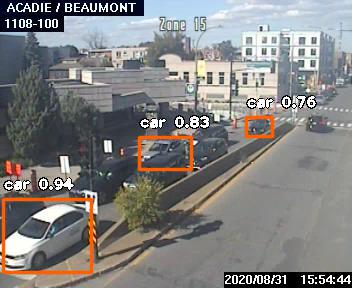 ACADIE / BEAUMONT
1108-100
Zone 15
car 0.76
car 0.83
car 0.94
2020/08/31 15:54:44